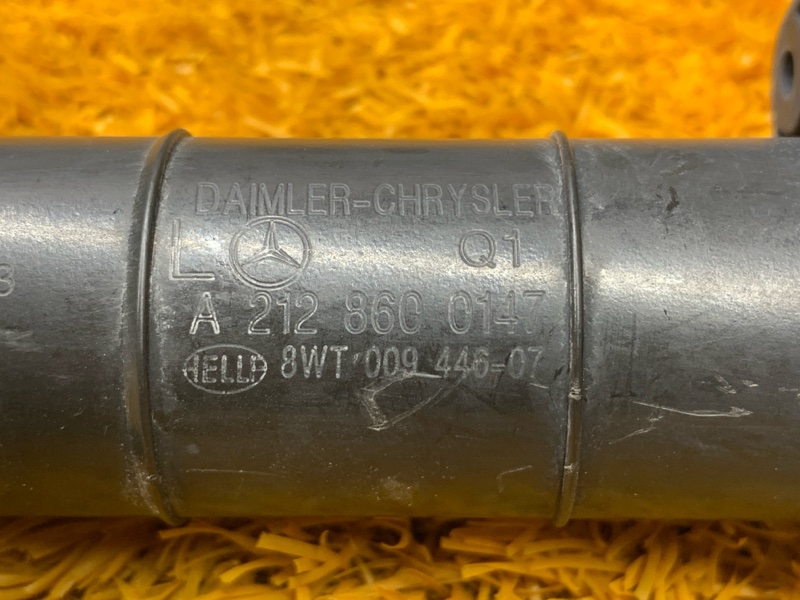 DAIMLER-CHRYSLER
L Q1
A 212 860 0147
HELLA 8WT 009 446-07